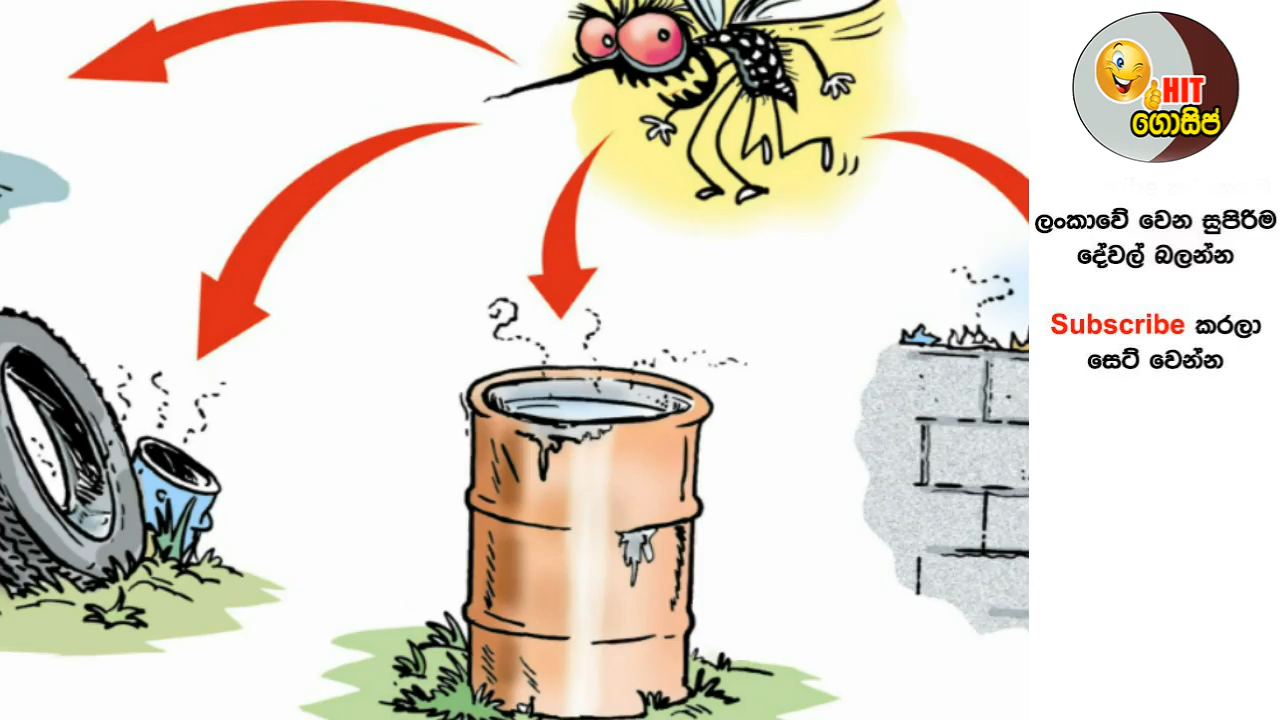 HIT
ගොසිප්
ලංකාවේ වෙන සුපිරිම
දේවල් බලන්න
Subscribe කරලා
සෙට් වෙන්න